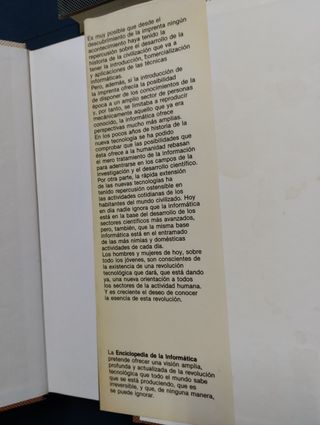 Es muy posible que desde el
descubrimiento de la imprenta ningún
acontecimiento haya tenido la
repercusión sobre el desarrollo de la
historia de la civilización que va a
tener la introducción, comercialización
y aplicaciones de las técnicas
informáticas.
Pero, además, si la introducción de
la imprenta ofrecía la posibilidad
de disponer de los conocimientos de la
época a un amplio sector de personas
y, por tanto, se limitaba a reproducir
mecánicamente aquello que ya era
conocido, la informática ofrece
perspectivas mucho más amplias.
En los pocos años de historia de la
nueva tecnología se ha podido
comprobar que las posibilidades que
ésta ofrece a la humanidad rebasan
el mero tratamiento de la información
para adentrarse en los campos de la
investigación y el desarrollo científico.
Por otra parte, la rápida extensión
de las nuevas tecnologías ha
tenido repercusión ostensible en
las actividades cotidianas de los
habitantes del mundo civilizado. Hoy
en día nadie ignora que la informática
está en la base del desarrollo de los
sectores científicos más avanzados,
pero, también, que la misma base
informática está en el entramado
de las más nimias y domésticas
actividades de cada día.
Los hombres y mujeres de hoy, sobre
todo los jóvenes, son conscientes de
la existencia de una revolución
tecnológica que dará, que está dando
ya, una nueva orientación a todos
los sectores de la actividad humana.
Y es creciente el deseo de conocer
la esencia de esta revolución.
La Enciclopedia de la Informática
pretende ofrecer una visión amplia,
profunda y actualizada de la revolución
tecnológica que todo el mundo sabe
que se está produciendo, que es
irreversible, y que, de ninguna manera,
se puede ignorar.